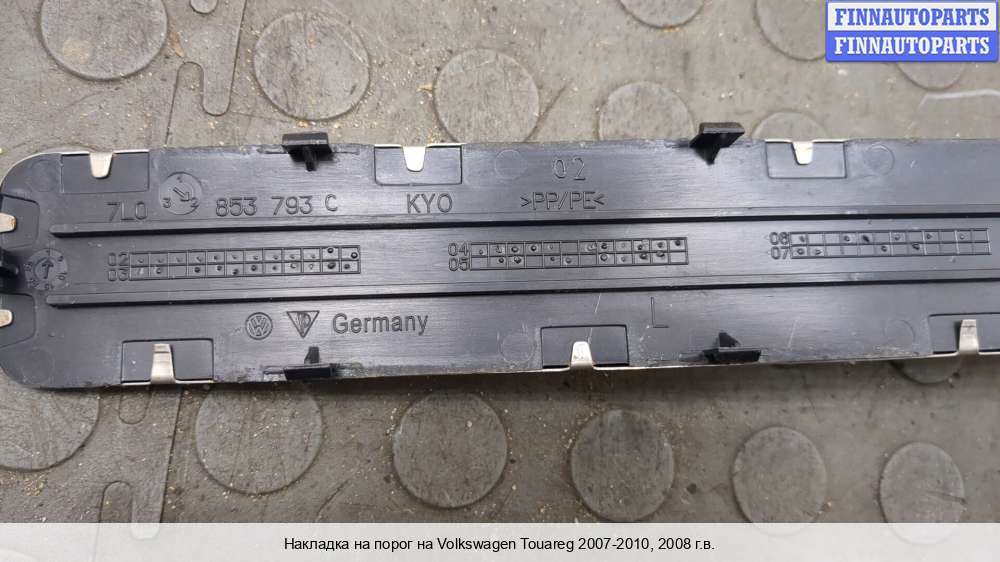 FINNAUTOPARTS
FINNAUTOPARTS
02
7L0 853 793 C KYO >PP/PE<
02
03
04
05
06
07
Germany L
Накладка на порог на Volkswagen Touareg 2007-2010, 2008 г.в.